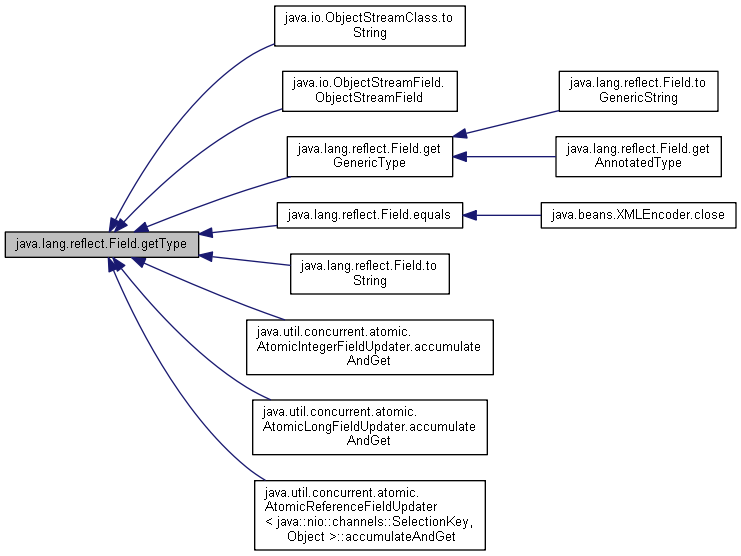 java.io.ObjectStreamClass.to
String
java.io.ObjectStreamField.
ObjectStreamField
java.lang.reflect.Field.to
GenericString
java.lang.reflect.Field.get
GenericType
java.lang.reflect.Field.get
AnnotatedType
java.lang.reflect.Field.equals
java.beans.XMLEncoder.close
java.lang.reflect.Field.getType
java.lang.reflect.Field.to
String
java.util.concurrent.atomic.
AtomicIntegerFieldUpdater.accumulate
AndGet
java.util.concurrent.atomic.
AtomicLongFieldUpdater.accumulate
AndGet
java.util.concurrent.atomic.
AtomicReferenceFieldUpdater
< java::nio::channels::SelectionKey,
Object >::accumulateAndGet